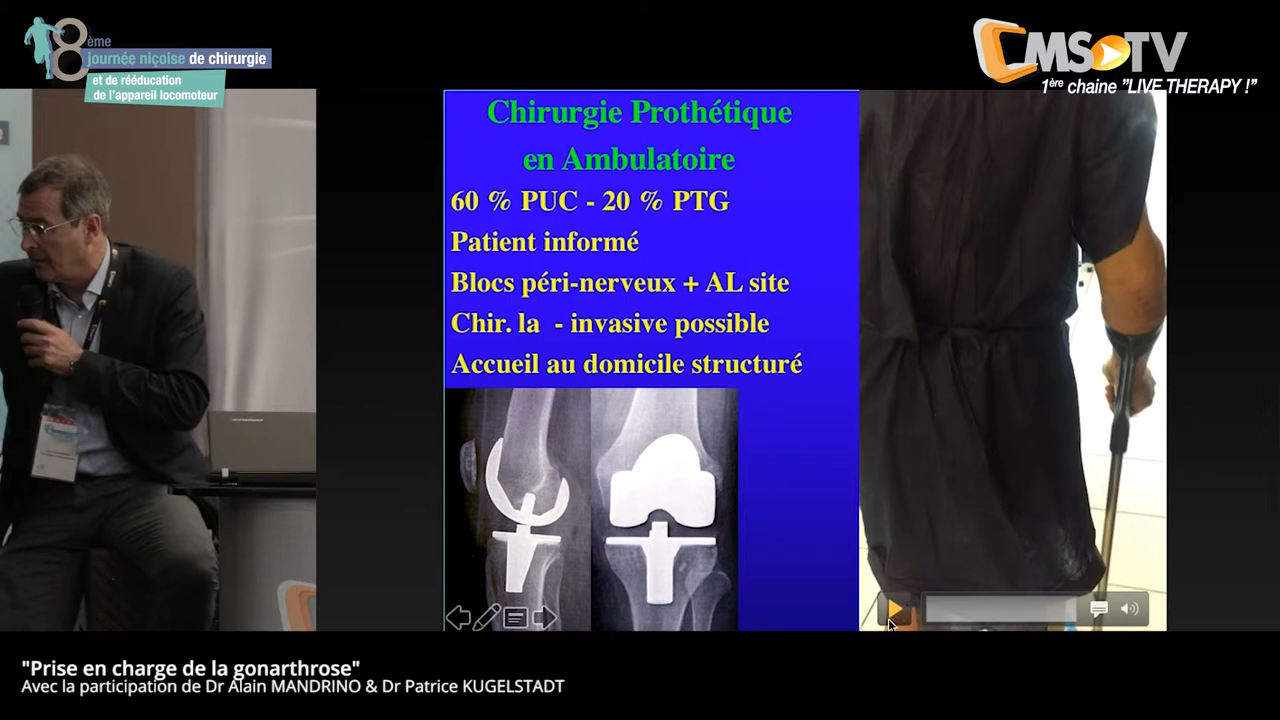 8ème
journée niçoise de chirurgie
et de rééducation
de l'appareil locomoteur
CMS TV
1ère chaine "LIVE THERAPY !"
Chirurgie Prothétique
en Ambulatoire
60 % PUC - 20 % PTG
Patient informé
Blocs péri-nerveux + AL site
Chir. la - invasive possible
Accueil au domicile structuré
"Prise en charge de la gonarthrose"
Avec la participation de Dr Alain MANDRINO & Dr Patrice KUGELSTADT